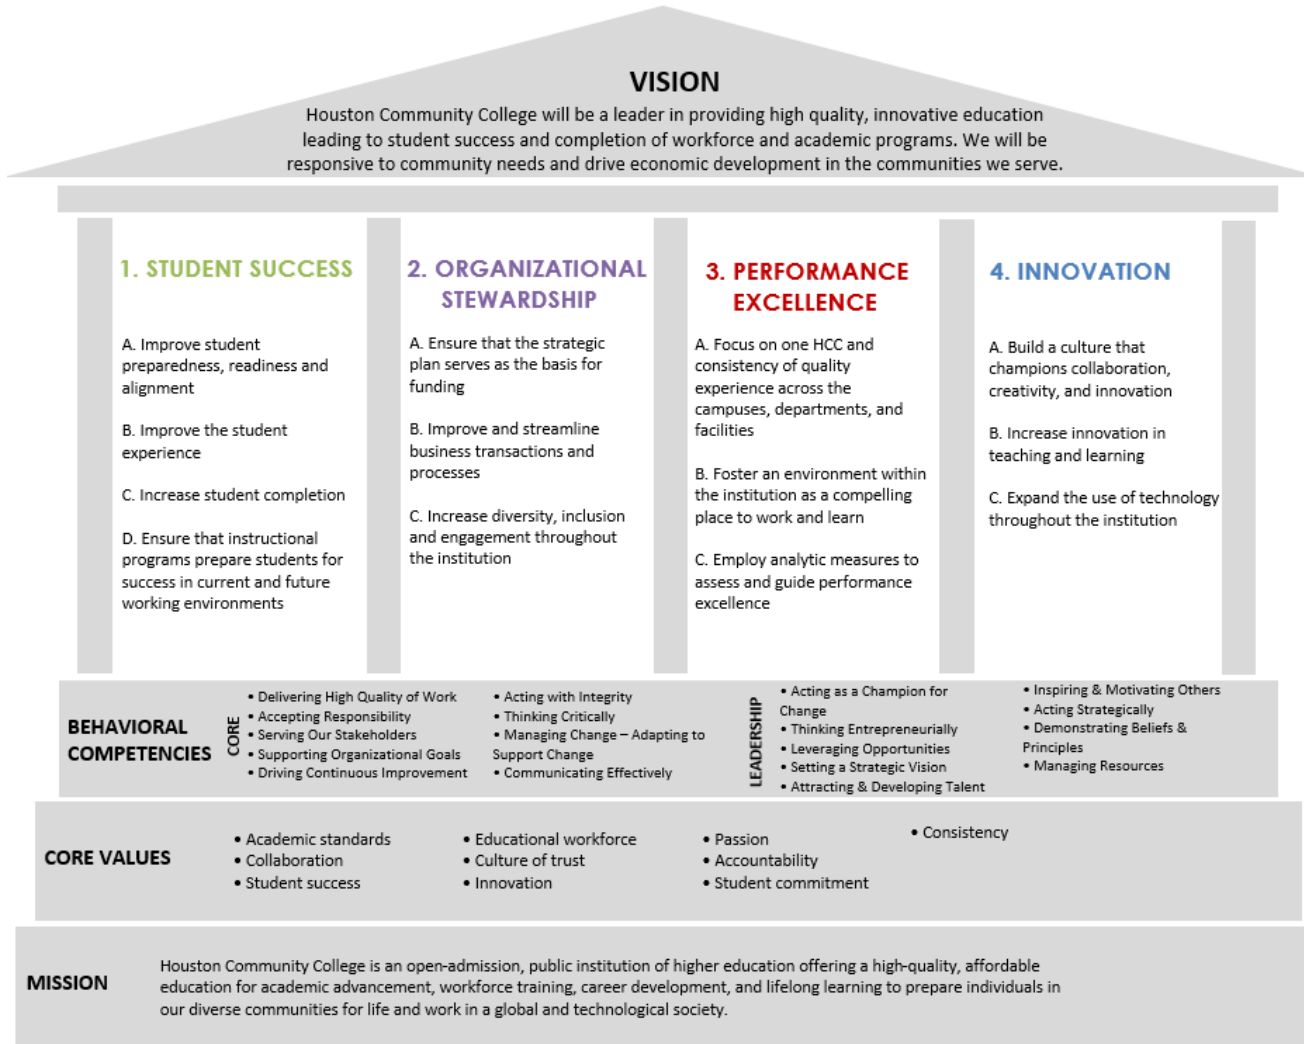 VISION
Houston Community College will be a leader in providing high quality, innovative education
leading to student success and completion of workforce and academic programs. We will be
responsive to community needs and drive economic development in the communities we serve.
1. STUDENT SUCCESS
A. Improve student
preparedness, readiness and
alignment
B. Improve the student
experience
C. Increase student completion
D. Ensure that instructional
programs prepare students for
success in current and future
working environments
2. ORGANIZATIONAL
STEWARDSHIP
A. Ensure that the strategic
plan serves as the basis for
funding
B. Improve and streamline
business transactions and
processes
C. Increase diversity, inclusion
and engagement throughout
the institution
3. PERFORMANCE
EXCELLENCE
A. Focus on one HCC and
consistency of quality
experience across the
campuses, departments, and
facilities
B. Foster an environment within
the institution as a compelling
place to work and learn
C. Employ analytic measures to
assess and guide performance
excellence
4. INNOVATION
A. Build a culture that
champions collaboration,
creativity, and innovation
B. Increase innovation in
teaching and learning
C. Expand the use of technology
throughout the institution
BEHAVIORAL
COMPETENCIES
CORE
• Delivering High Quality of Work
• Accepting Responsibility
• Serving Our Stakeholders
• Supporting Organizational Goals
• Driving Continuous Improvement
• Acting with Integrity
• Thinking Critically
• Managing Change – Adapting to
Support Change
• Communicating Effectively
LEADERSHIP
• Acting as a Champion for
Change
• Thinking Entrepreneurially
• Leveraging Opportunities
• Setting a Strategic Vision
• Attracting & Developing Talent
• Inspiring & Motivating Others
• Acting Strategically
• Demonstrating Beliefs &
Principles
• Managing Resources
CORE VALUES
• Academic standards
• Collaboration
• Student success
• Educational workforce
• Culture of trust
• Innovation
• Passion
• Accountability
• Student commitment
• Consistency
MISSION
Houston Community College is an open-admission, public institution of higher education offering a high-quality, affordable
education for academic advancement, workforce training, career development, and lifelong learning to prepare individuals in
our diverse communities for life and work in a global and technological society.